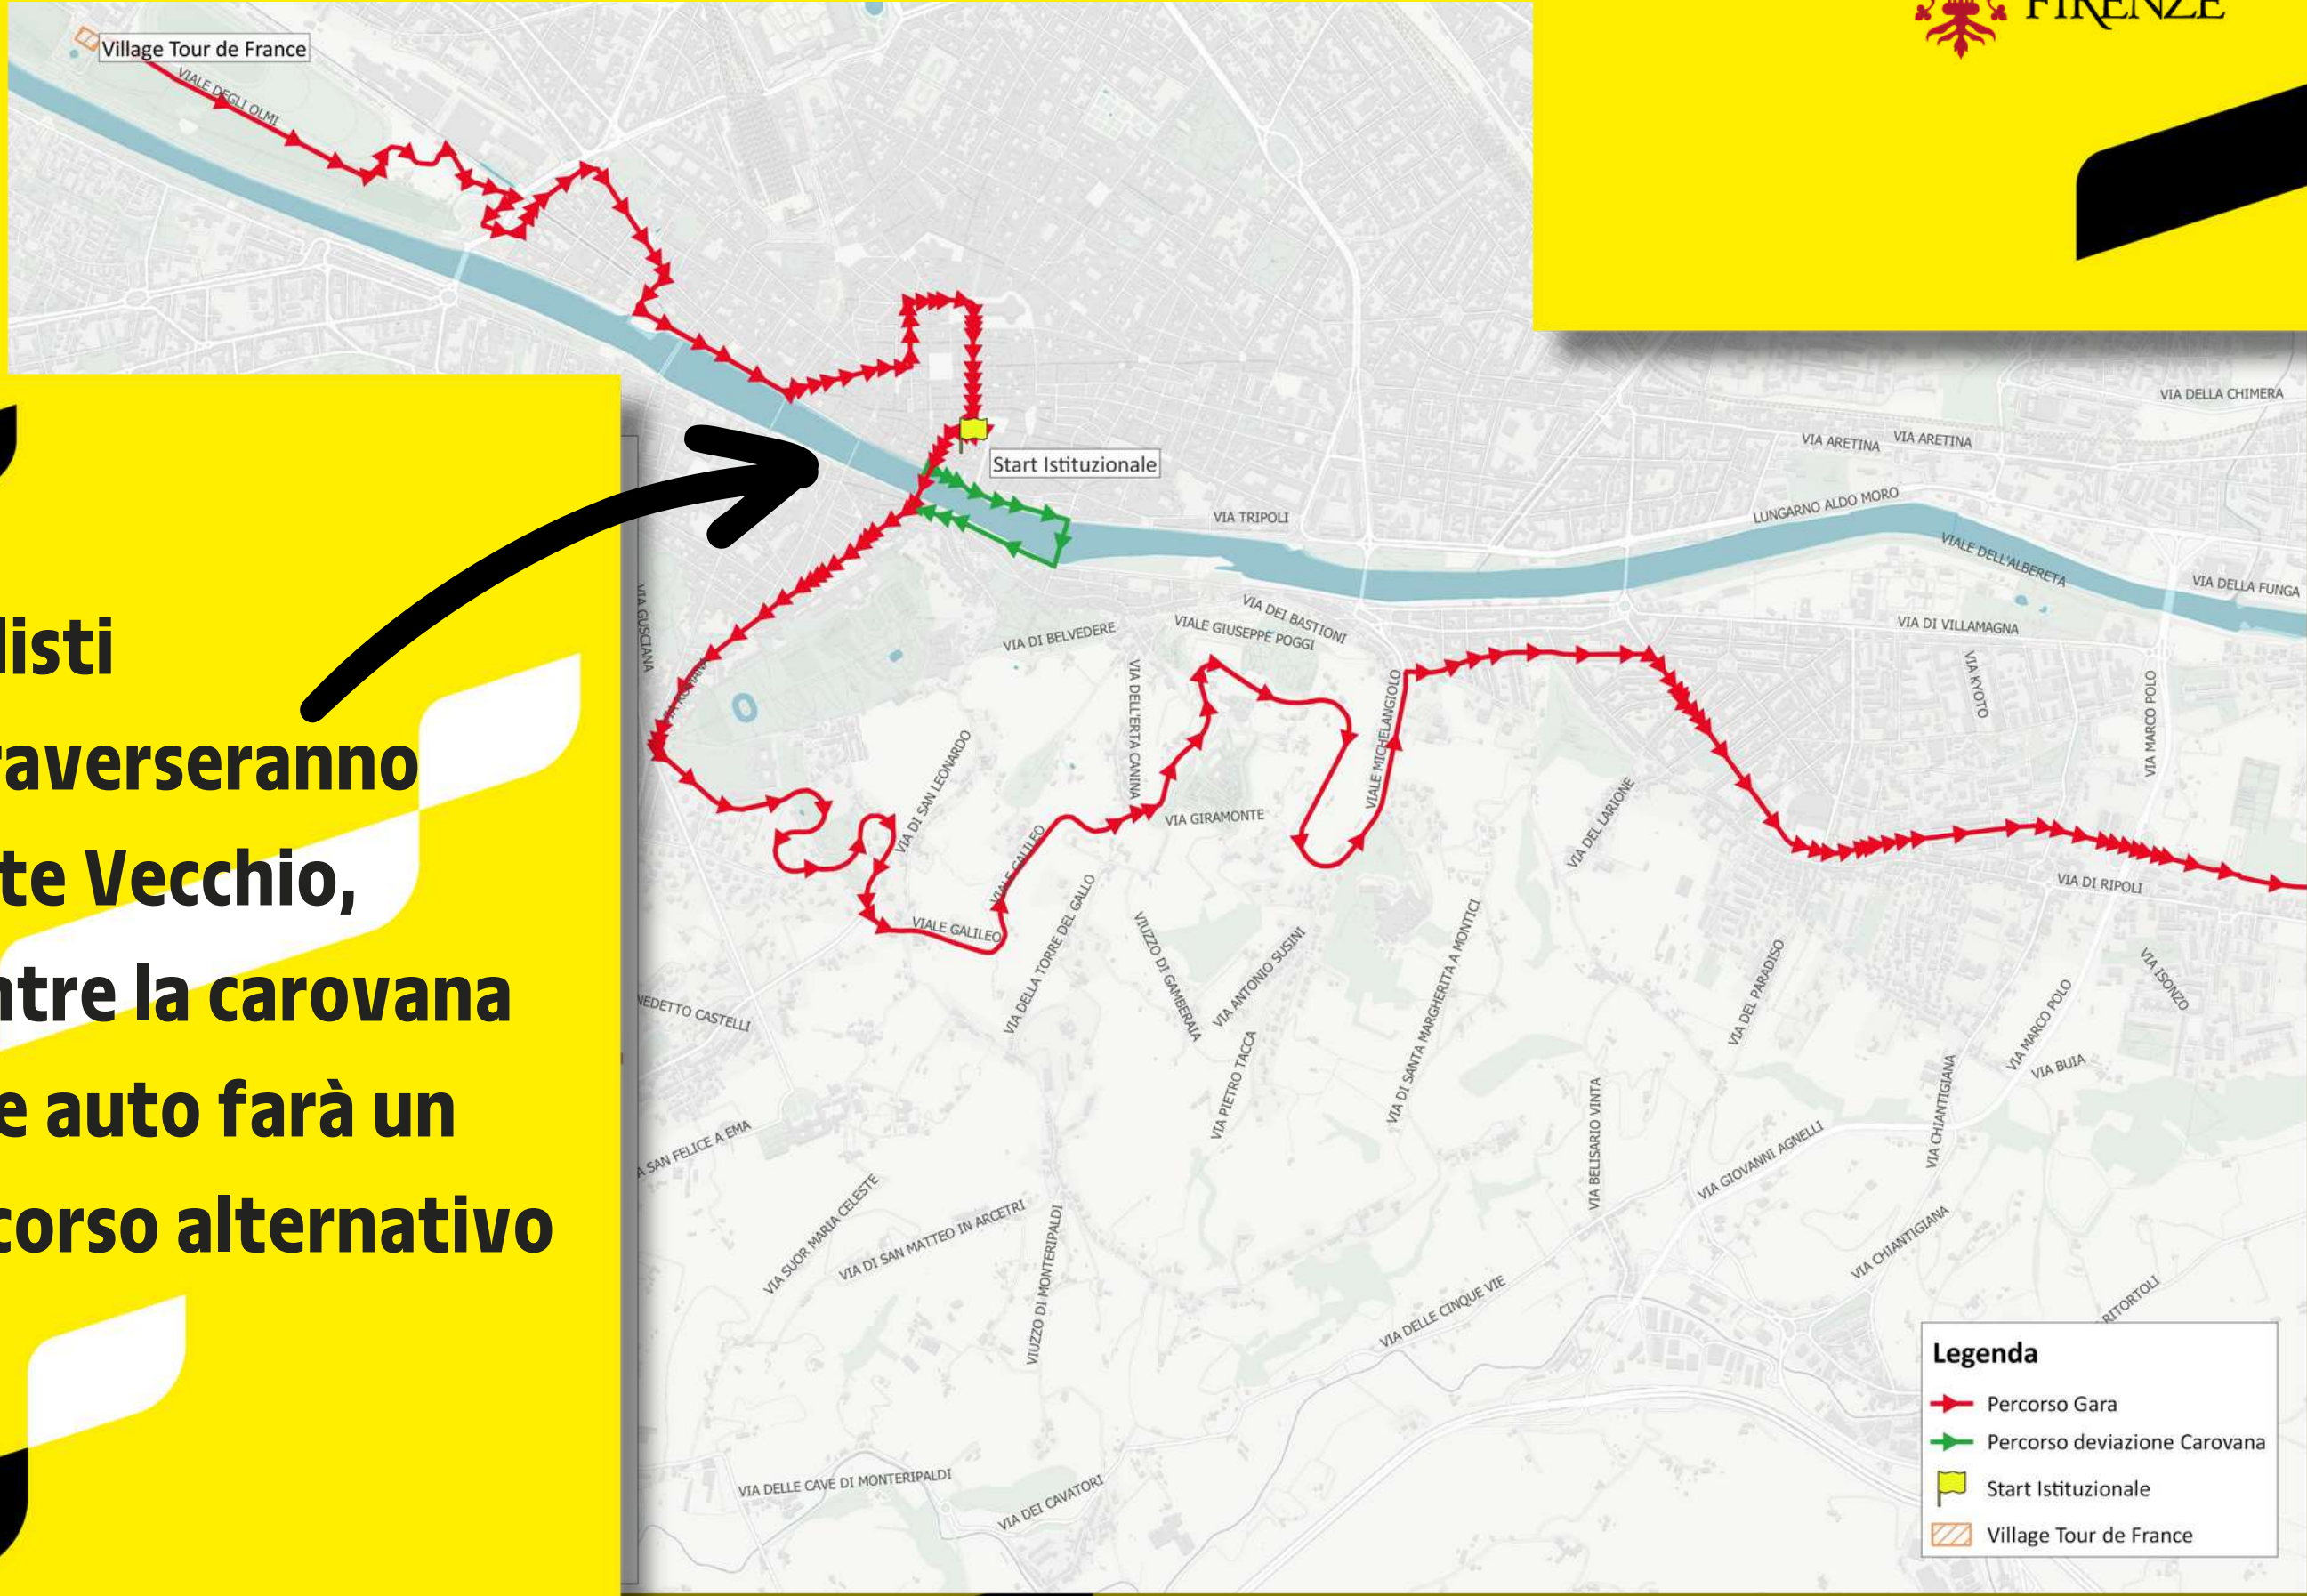 FIRENZE
Village Tour de France
VIALE DEGLI OLMI
VIA DELLA CHIMERA
VIA ARETINA
VIA ARETINA
Start Istituzionale
LUNGARNO ALDO MORO
VIA TRIPOLI
VIALE DELL'ALBERETA
VIA DELLA FUNGA
VIA GUSCIANA
VIA DEI BASTIONI
VIALE GIUSEPPE POGGI
VIA DI BELVEDERE
VIA DI VILLAMAGNA
listi
raverseranno
te Vecchio,
ntre la carovana
e auto farà un
corso alternativo
VIA ROMANA
VIA DELL'ERTA CANINA
VIALE MICHELANGIOLO
VIA KYOTO
VIA MARCO POLO
VIA DI SAN LEONARDO
VIA GIRAMONTE
VIA DEL LARIONE
VIALE GALILEO
VIALE GALILEO
VIA DI RIPOLI
VIA DELLA TORRE DEL GALLO
VIUZZO DI GAMBERAIA
VIA ANTONIO SUSINI
VIA DI SANTA MARGHERITA A MONTICI
VIA DEL PARADISO
VIA ISONZO
VIA MARCO POLO
NEDETTO CASTELLI
VIA PIETRO TACCA
VIA BUIA
VIA CHIANTIGIANA
VIA BELISARIO VINTA
A SAN FELICE A EMA
VIA GIOVANNI AGNELLI
VIA SUOR MARIA CELESTE
VIA DI SAN MATTEO IN ARCETRI
VIUZZO DI MONTERIPALDI
VIA CHIANTIGIANA
VIA DELLE CINQUE VIE
RITORTOLI
VIA DELLE CAVE DI MONTERIPALDI
VIA DEI CAVATORI
Legenda
Percorso Gara
Percorso deviazione Carovana
Start Istituzionale
Village Tour de France